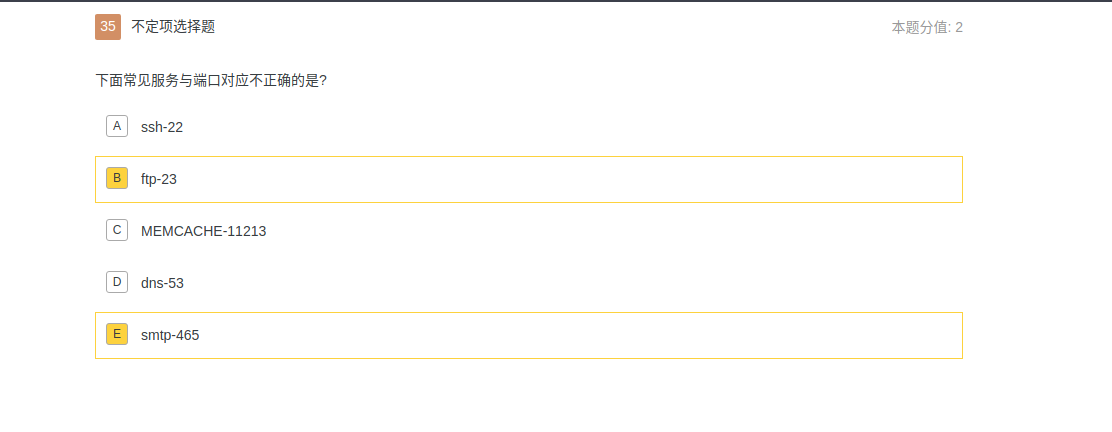 35 不定项选择题 本题分值: 2
下面常见服务与端口对应不正确的是?
A ssh-22
B ftp-23
C MEMCACHE-11213
D dns-53
E smtp-465